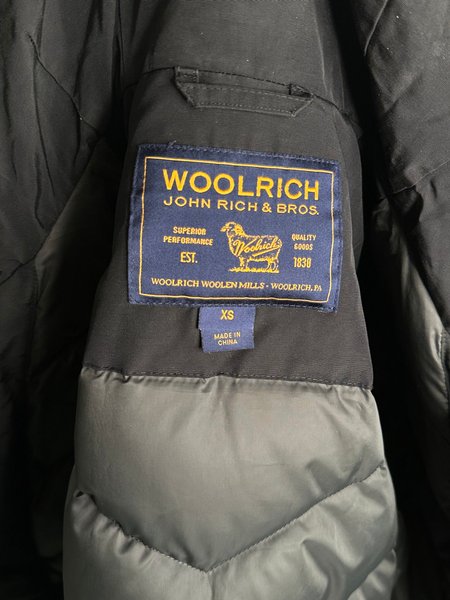 WOOLRICH
JOHN RICH & BROS.
SUPERIOR PERFORMANCE
QUALITY GOODS
Woolrich
EST. 1830
WOOLRICH WOOLEN MILLS · WOOLRICH, PA
XS
MADE IN
CHINA